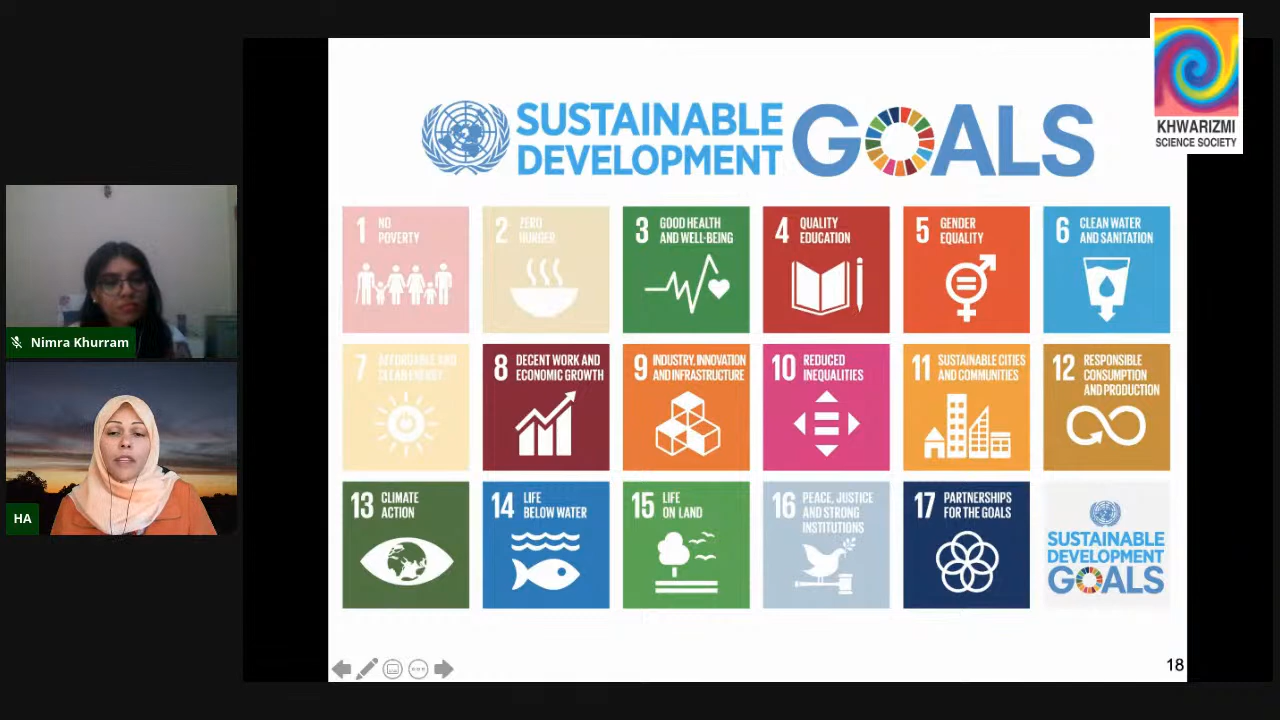 SUSTAINABLE
DEVELOPMENT
GOALS
KHWARIZMI
SCIENCE SOCIETY
1 NO
POVERTY
2 ZERO
HUNGER
3 GOOD HEALTH
AND WELL-BEING
4 QUALITY
EDUCATION
5 GENDER
EQUALITY
6 CLEAN WATER
AND SANITATION
7 AFFORDABLE AND
CLEAN ENERGY
8 DECENT WORK AND
ECONOMIC GROWTH
9 INDUSTRY, INNOVATION
AND INFRASTRUCTURE
10 REDUCED
INEQUALITIES
11 SUSTAINABLE CITIES
AND COMMUNITIES
12 RESPONSIBLE
CONSUMPTION
AND PRODUCTION
13 CLIMATE
ACTION
14 LIFE
BELOW WATER
15 LIFE
ON LAND
16 PEACE, JUSTICE
AND STRONG
INSTITUTIONS
17 PARTNERSHIPS
FOR THE GOALS
SUSTAINABLE
DEVELOPMENT
GOALS
Nimra Khurram
HA
18